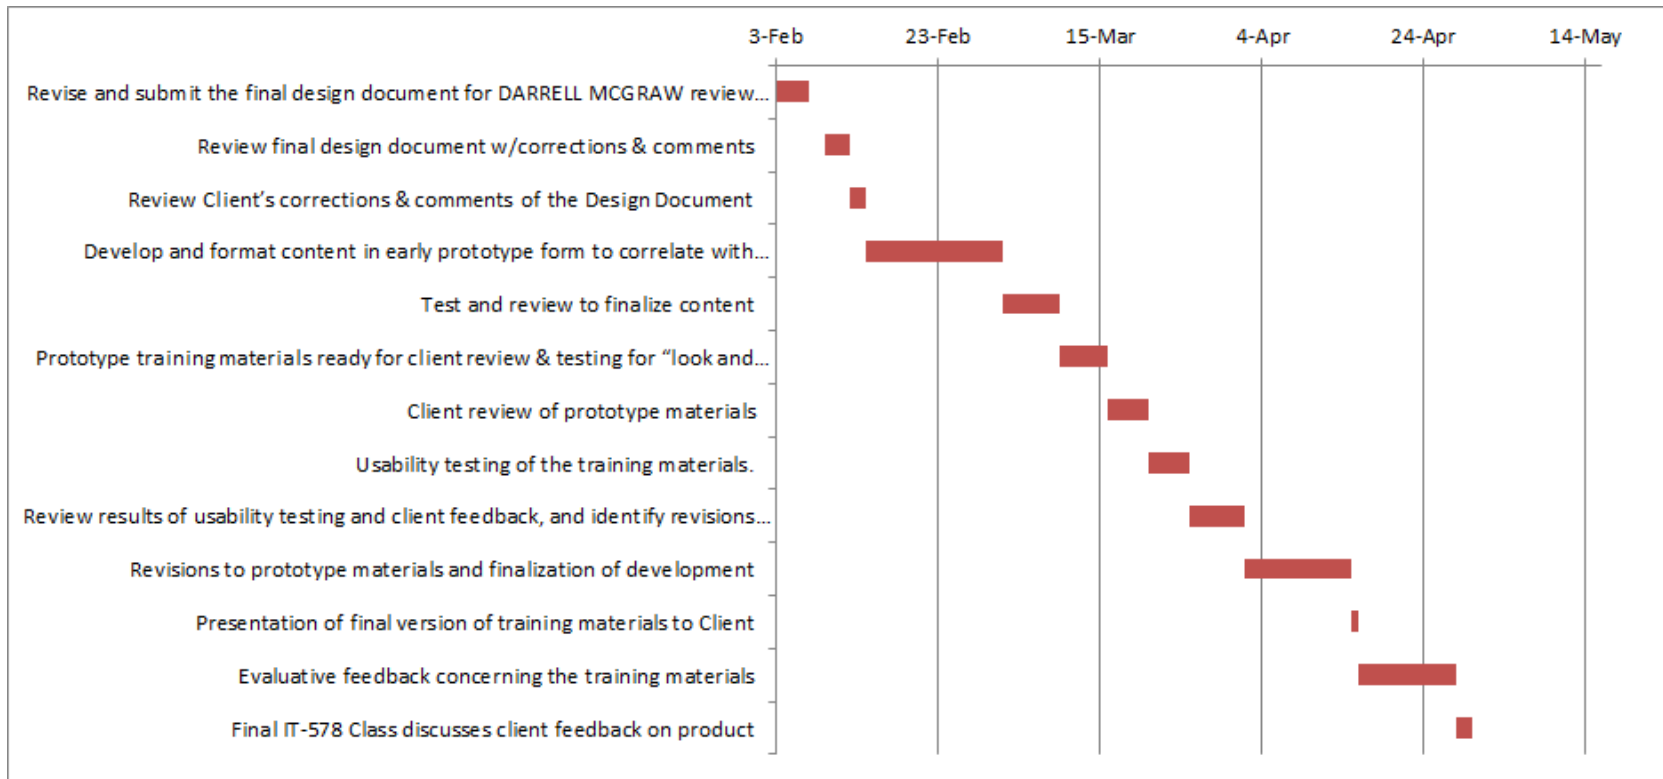 3-Feb 23-Feb 15-Mar 4-Apr 24-Apr 14-May
Revise and submit the final design document for DARRELL MCGRAW review...
Review final design document w/corrections & comments
Review Client’s corrections & comments of the Design Document
Develop and format content in early prototype form to correlate with...
Test and review to finalize content
Prototype training materials ready for client review & testing for “look and...
Client review of prototype materials
Usability testing of the training materials.
Review results of usability testing and client feedback, and identify revisions...
Revisions to prototype materials and finalization of development
Presentation of final version of training materials to Client
Evaluative feedback concerning the training materials
Final IT-578 Class discusses client feedback on product